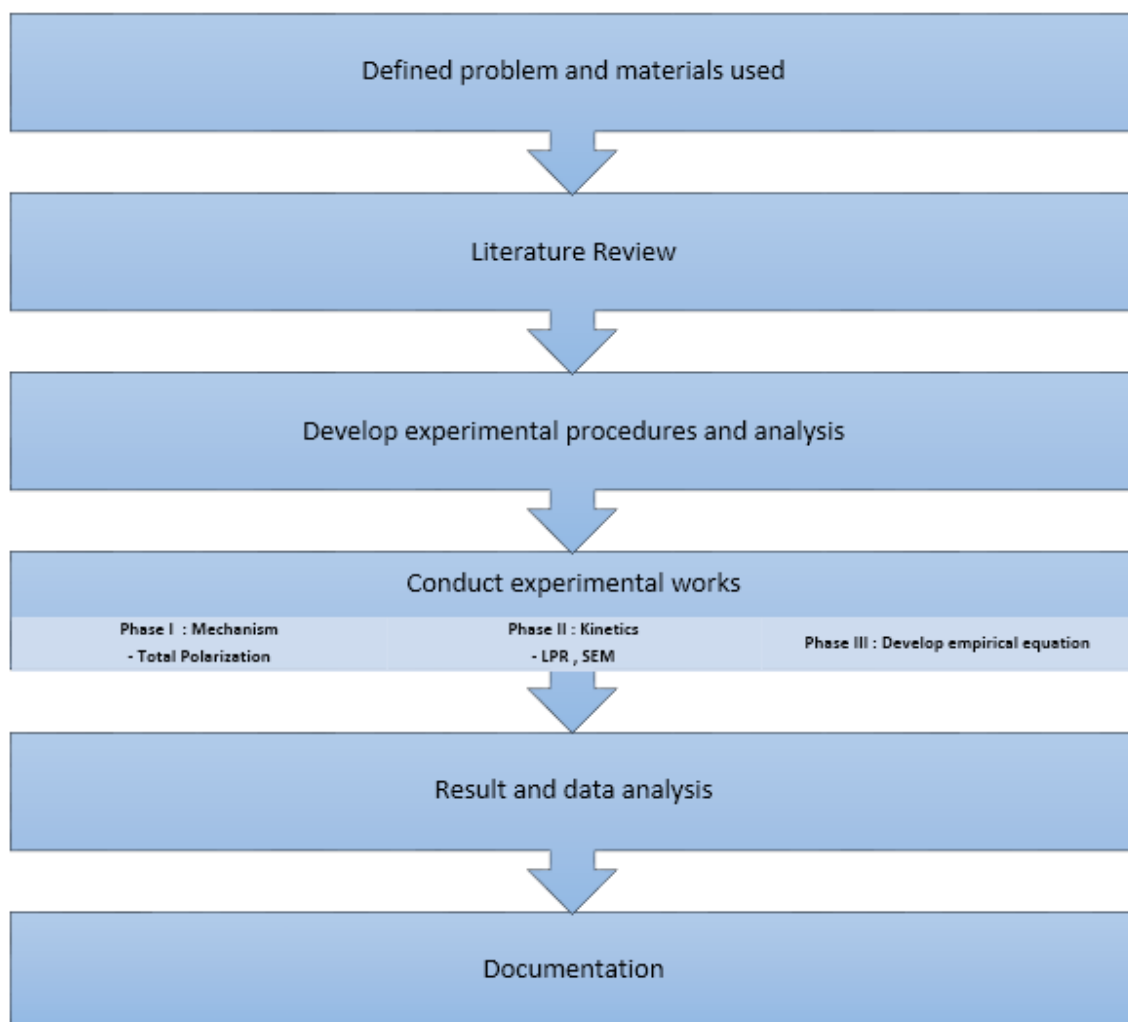 Defined problem and materials used
Literature Review
Develop experimental procedures and analysis
Conduct experimental works
Phase I : Mechanism
- Total Polarization
Phase II : Kinetics
- LPR , SEM
Phase III : Develop empirical equation
Result and data analysis
Documentation